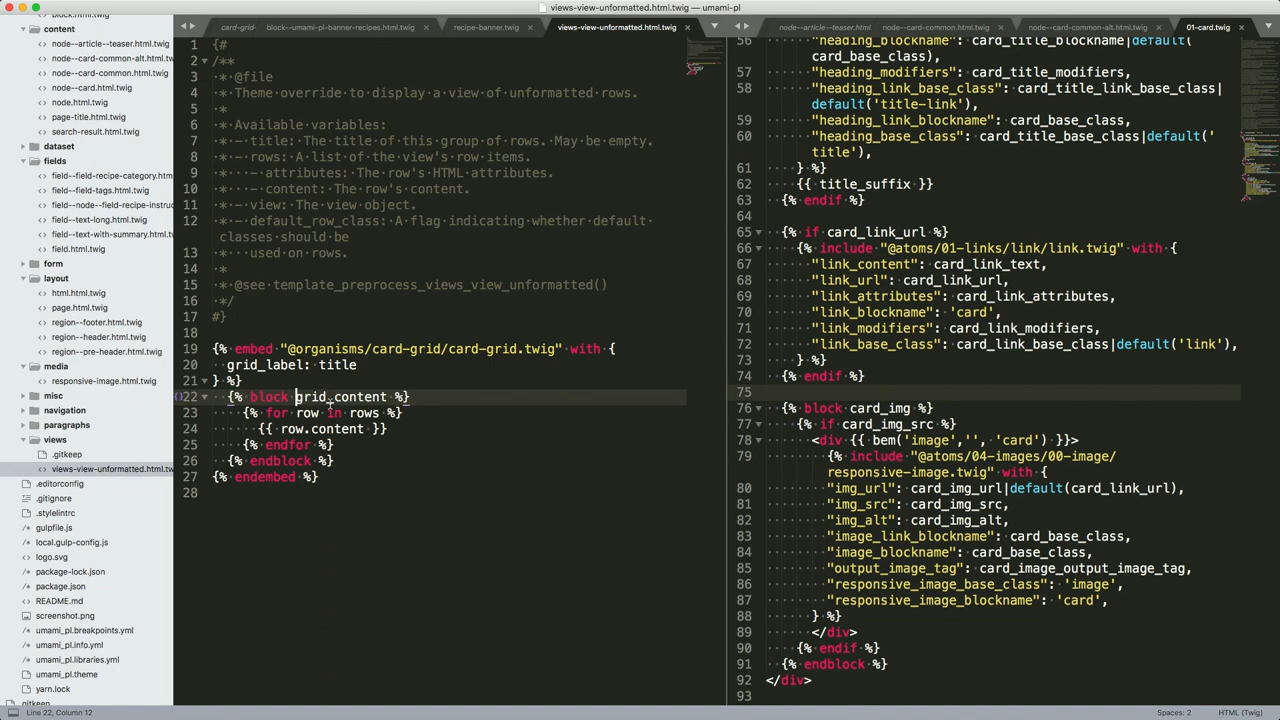 views-view-unformatted.html.twig — umami-pl
card-grid-
block--umami-pl-banner-recipes.html.twig
recipe-banner.twig
views-view-unformatted.html.twig
node--article--teaser.html.twig
node--card-common.html.twig
node--card-common-alt.html.twig
01-card.twig
block.html.twig
content
node--article--teaser.html.twig
node--card-common-alt.html.tw
node--card-common.html.twig
node--card.html.twig
node.html.twig
page-title.html.twig
search-result.html.twig
dataset
fields
field--field-recipe-category.htm
field--field-tags.html.twig
field--node--field-recipe-instruc
field--text-long.html.twig
field--text-with-summary.html.tw
field.html.twig
form
layout
html.html.twig
page.html.twig
region--footer.html.twig
region--header.html.twig
region--pre-header.html.twig
media
responsive-image.html.twig
misc
navigation
paragraphs
views
.gitkeep
views-view-unformatted.html.tw
.editorconfig
.gitignore
.stylelintrc
gulpfile.js
local.gulp-config.js
logo.svg
package-lock.json
package.json
README.md
screenshot.png
umami_pl.breakpoints.yml
umami_pl.info.yml
umami_pl.libraries.yml
umami_pl.theme
yarn.lock
.gitkeep
1 {#
2 /**
3 * @file
4 * Theme override to display a view of unformatted rows.
5 *
6 * Available variables:
7 * - title: The title of this group of rows. May be empty.
8 * - rows: A list of the view's row items.
9 * - attributes: The row's HTML attributes.
10 * - content: The row's content.
11 * - view: The view object.
12 * - default_row_class: A flag indicating whether default
classes should be
13 * used on rows.
14 *
15 * @see template_preprocess_views_view_unformatted()
16 */
17 #}
18
19 {% embed "@organisms/card-grid/card-grid.twig" with {
20 grid_label: title
21 } %}
22 {% block grid_content %}
23 {% for row in rows %}
24 {{ row.content }}
25 {% endfor %}
26 {% endblock %}
27 {% endembed %}
28
56 "heading_blockname": card_title_blockname|default(
card_base_class),
57 "heading_modifiers": card_title_modifiers,
58 "heading_link_base_class": card_title_link_base_class|
default('title-link'),
59 "heading_link_blockname": card_base_class,
60 "heading_base_class": card_title_base_class|default('
title'),
61 } %}
62 {{ title_suffix }}
63 {% endif %}
64
65 {% if card_link_url %}
66 {% include "@atoms/01-links/link/link.twig" with {
67 "link_content": card_link_text,
68 "link_url": card_link_url,
69 "link_attributes": card_link_attributes,
70 "link_blockname": 'card',
71 "link_modifiers": card_link_modifiers,
72 "link_base_class": card_link_base_class|default('link'),
73 } %}
74 {% endif %}
75
76 {% block card_img %}
77 {% if card_img_src %}
78 <div {{ bem('image','', 'card') }}>
79 {% include "@atoms/04-images/00-image/
responsive-image.twig" with {
80 "img_url": card_img_url|default(card_link_url),
81 "img_src": card_img_src,
82 "img_alt": card_img_alt,
83 "image_link_blockname": card_base_class,
84 "image_blockname": card_base_class,
85 "output_image_tag": card_img_output_image_tag,
86 "responsive_image_base_class": 'image',
87 "responsive_image_blockname": 'card',
88 } %}
89 </div>
90 {% endif %}
91 {% endblock %}
92 </div>
93
Line 22, Column 12
Spaces: 2
HTML (Twig)